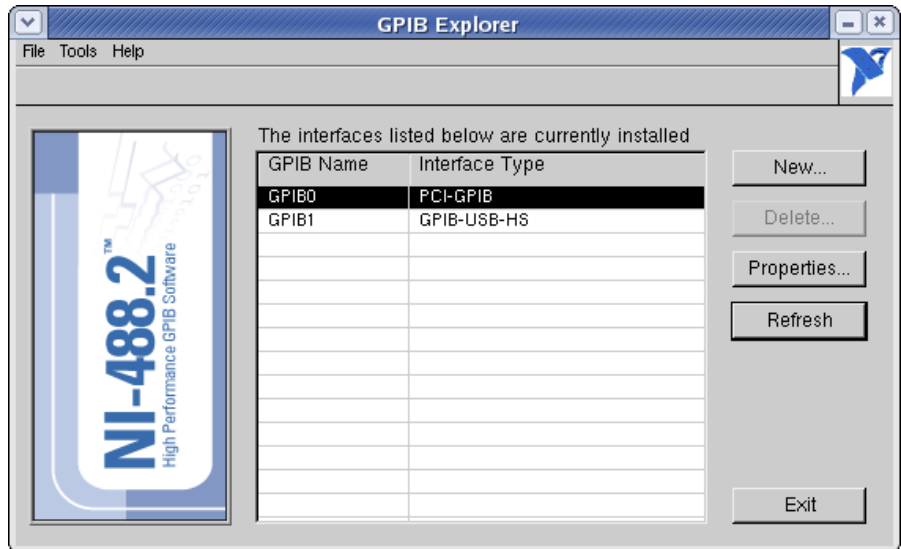 GPIB Explorer
File Tools Help
The interfaces listed below are currently installed
GPIB Name Interface Type
GPIB0 PCI-GPIB
GPIB1 GPIB-USB-HS
New...
Delete...
Properties...
Refresh
Exit
NI-488.2™
High Performance GPIB Software